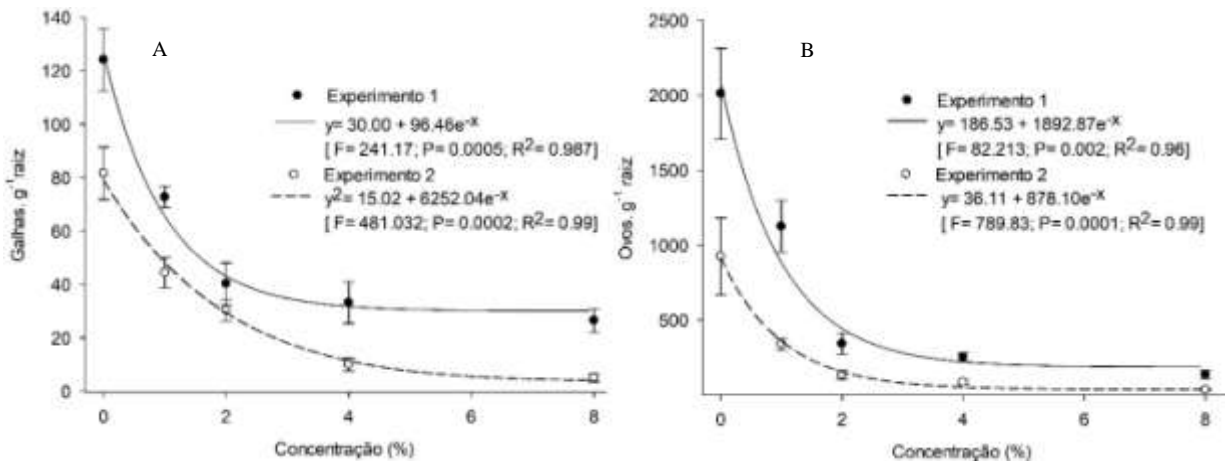 A
Galhas. g⁻¹ raiz
140
120
100
80
60
40
20
0
Experimento 1
y= 30.00 + 96.46e⁻ˣ
[ F= 241.17; P= 0.0005; R²= 0.987]
Experimento 2
y²= 15.02 + 6252.04e⁻ˣ
[ F= 481.032; P= 0.0002; R²= 0.99]
0 2 4 6 8
Concentração (%)
B
Ovos. g⁻¹ raiz
2500
2000
1500
1000
500
Experimento 1
y= 186.53 + 1892.87e⁻ˣ
[ F= 82.213; P= 0.002; R²= 0.96]
Experimento 2
y= 36.11 + 878.10e⁻ˣ
[ F= 789.83; P= 0.0001; R²= 0.99]
0 2 4 6 8
Concentração (%)